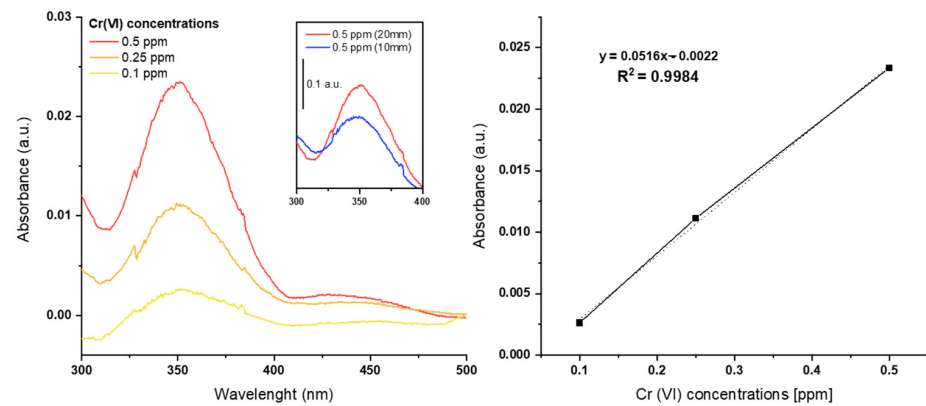 Cr(VI) concentrations
0.5 ppm
0.25 ppm
0.1 ppm
0.03
0.02
0.01
0.00
Absorbance (a.u.)
300
350
400
450
500
Wavelenght (nm)
0.5 ppm (20mm)
0.5 ppm (10mm)
0.1 a.u.
300
350
400
y = 0.0516x - 0.0022
R² = 0.9984
0.025
0.020
0.015
0.010
0.005
0.000
Absorbance (a.u.)
0.1
0.2
0.3
0.4
0.5
Cr (VI) concentrations [ppm]